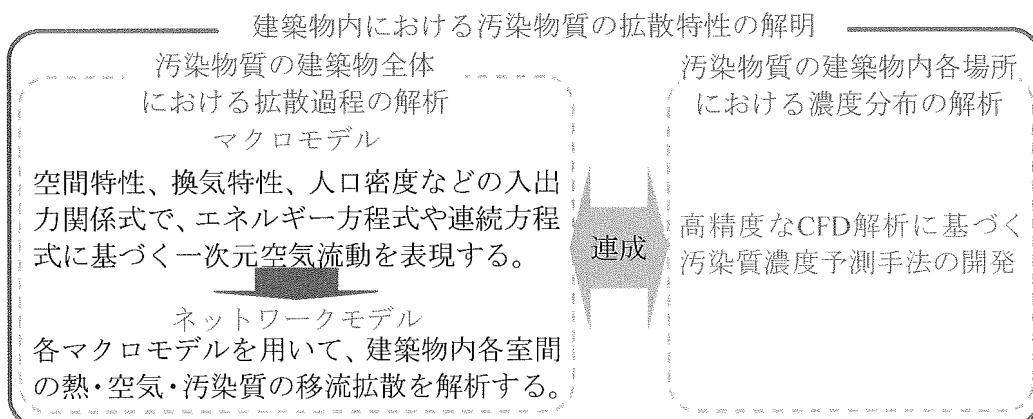 建築物内における汚染物質の拡散特性の解明
汚染物質の建築物全体
における拡散過程の解析
マクロモデル
空間特性、換気特性、人口密度などの入出
力関係式で、エネルギー方程式や連続方程
式に基づく一次元空気流動を表現する。
ネットワークモデル
各マクロモデルを用いて、建築物内各室間
の熱・空気・汚染質の移流拡散を解析する。
連成
汚染物質の建築物内各場所
における濃度分布の解析
高精度なCFD解析に基づく
汚染質濃度予測手法の開発